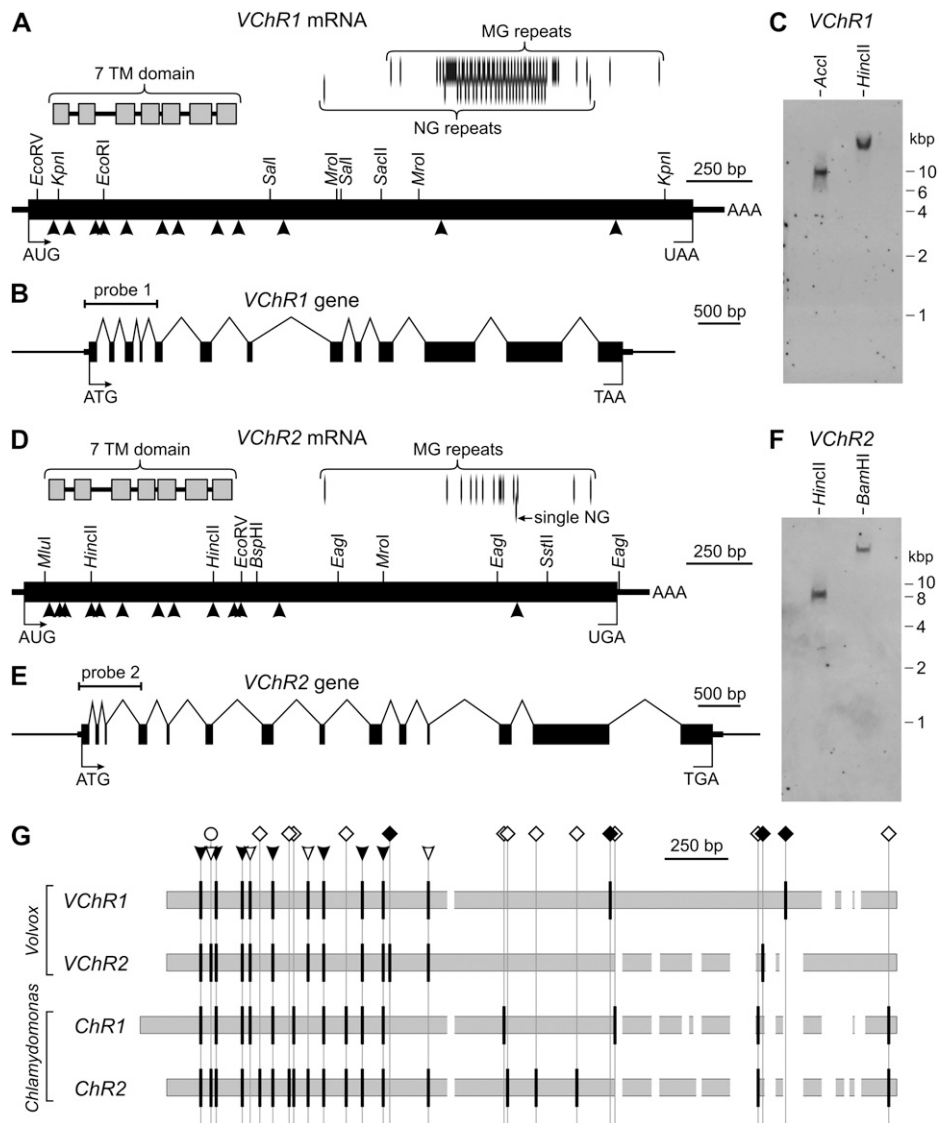 A VChR1 mRNA
MG repeats
7 TM domain
NG repeats
EcoRV
KpnI
EcoRI
SalI
MroI
SalI
SacII
MroI
KpnI
250 bp
AAA
AUG
UAA
B
probe 1
VChR1 gene
500 bp
ATG
TAA
C VChR1
AccI
HincII
kbp
10
6
4
2
1
D VChR2 mRNA
7 TM domain
MG repeats
single NG
MluI
HincII
HincII
EcoRV
BspHI
EagI
MroI
EagI
SstII
EagI
250 bp
AAA
AUG
UGA
E
probe 2
VChR2 gene
500 bp
ATG
TGA
F VChR2
HincII
BamHI
kbp
10
8
4
2
1
G
250 bp
Volvox
VChR1
VChR2
Chlamydomonas
ChR1
ChR2